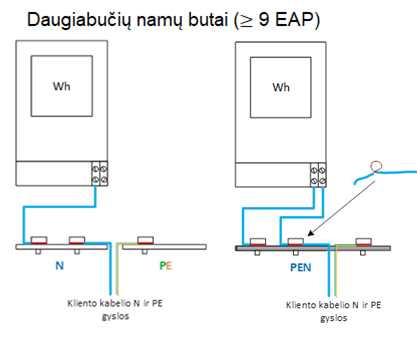 Daugiabučių namų butai (≥ 9 EAP)
Wh
Wh
N
PE
PEN
Kliento kabelio N ir PE
gyslos
Kliento kabelio N ir PE
gyslos